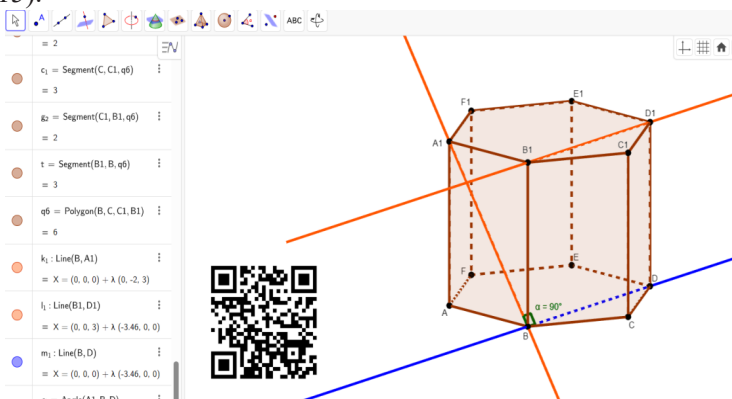 15).
ABC
= 2
c₁ = Segment(C, C1, q6)
= 3
g₂ = Segment(C1, B1, q6)
= 2
t = Segment(B1, B, q6)
= 3
q6 = Polygon(B, C, C1, B1)
= 6
k₁ : Line(B, A1)
= X = (0, 0, 0) + λ (0, -2, 3)
l₁ : Line(B1, D1)
= X = (0, 0, 3) + λ (-3.46, 0, 0)
m₁ : Line(B, D)
= X = (0, 0, 0) + λ (-3.46, 0, 0)
E1
F1
D1
A1
B1
C1
E
F
D
α = 90°
A
C
B